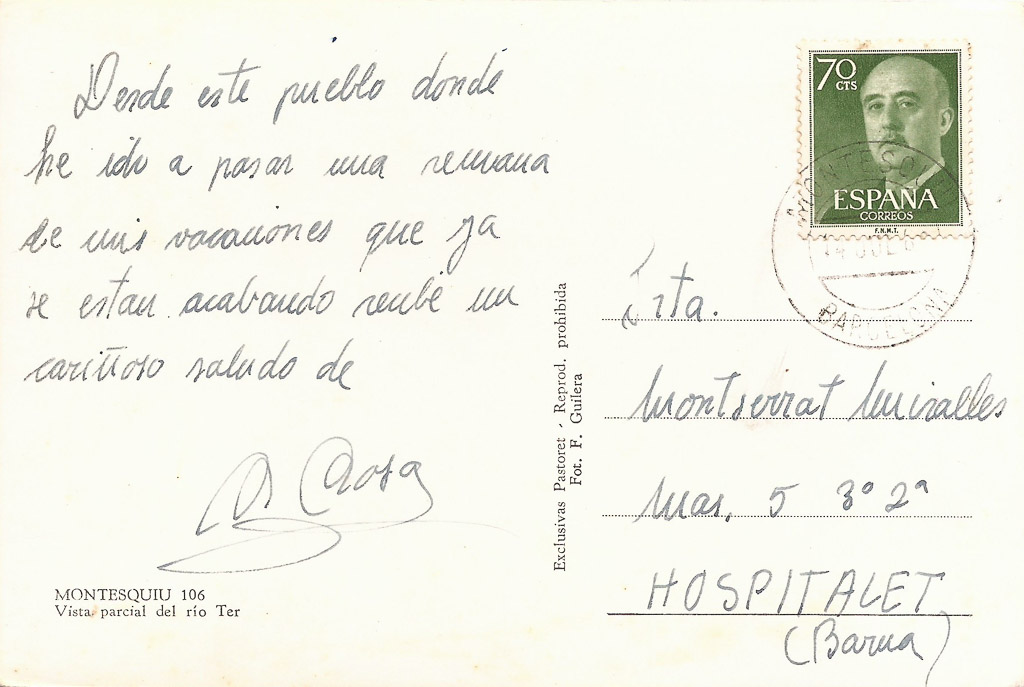 Desde este pueblo donde
he ido a pasar una semana
de mis vacaciones que ya
se estan acabando recibe un
cariñoso saludo de
Rosa
MONTESQUIU 106
Vista parcial del río Ter
Exclusivas Pastoret - Reprod. prohibida
Fot. F. Guilera
70 CTS
ESPAÑA
CORREOS
F.N.M.T.
BARCELONA
Srta.
Montserrat Miralles
Mas, 5 3º 2ª
HOSPITALET
(Barna)